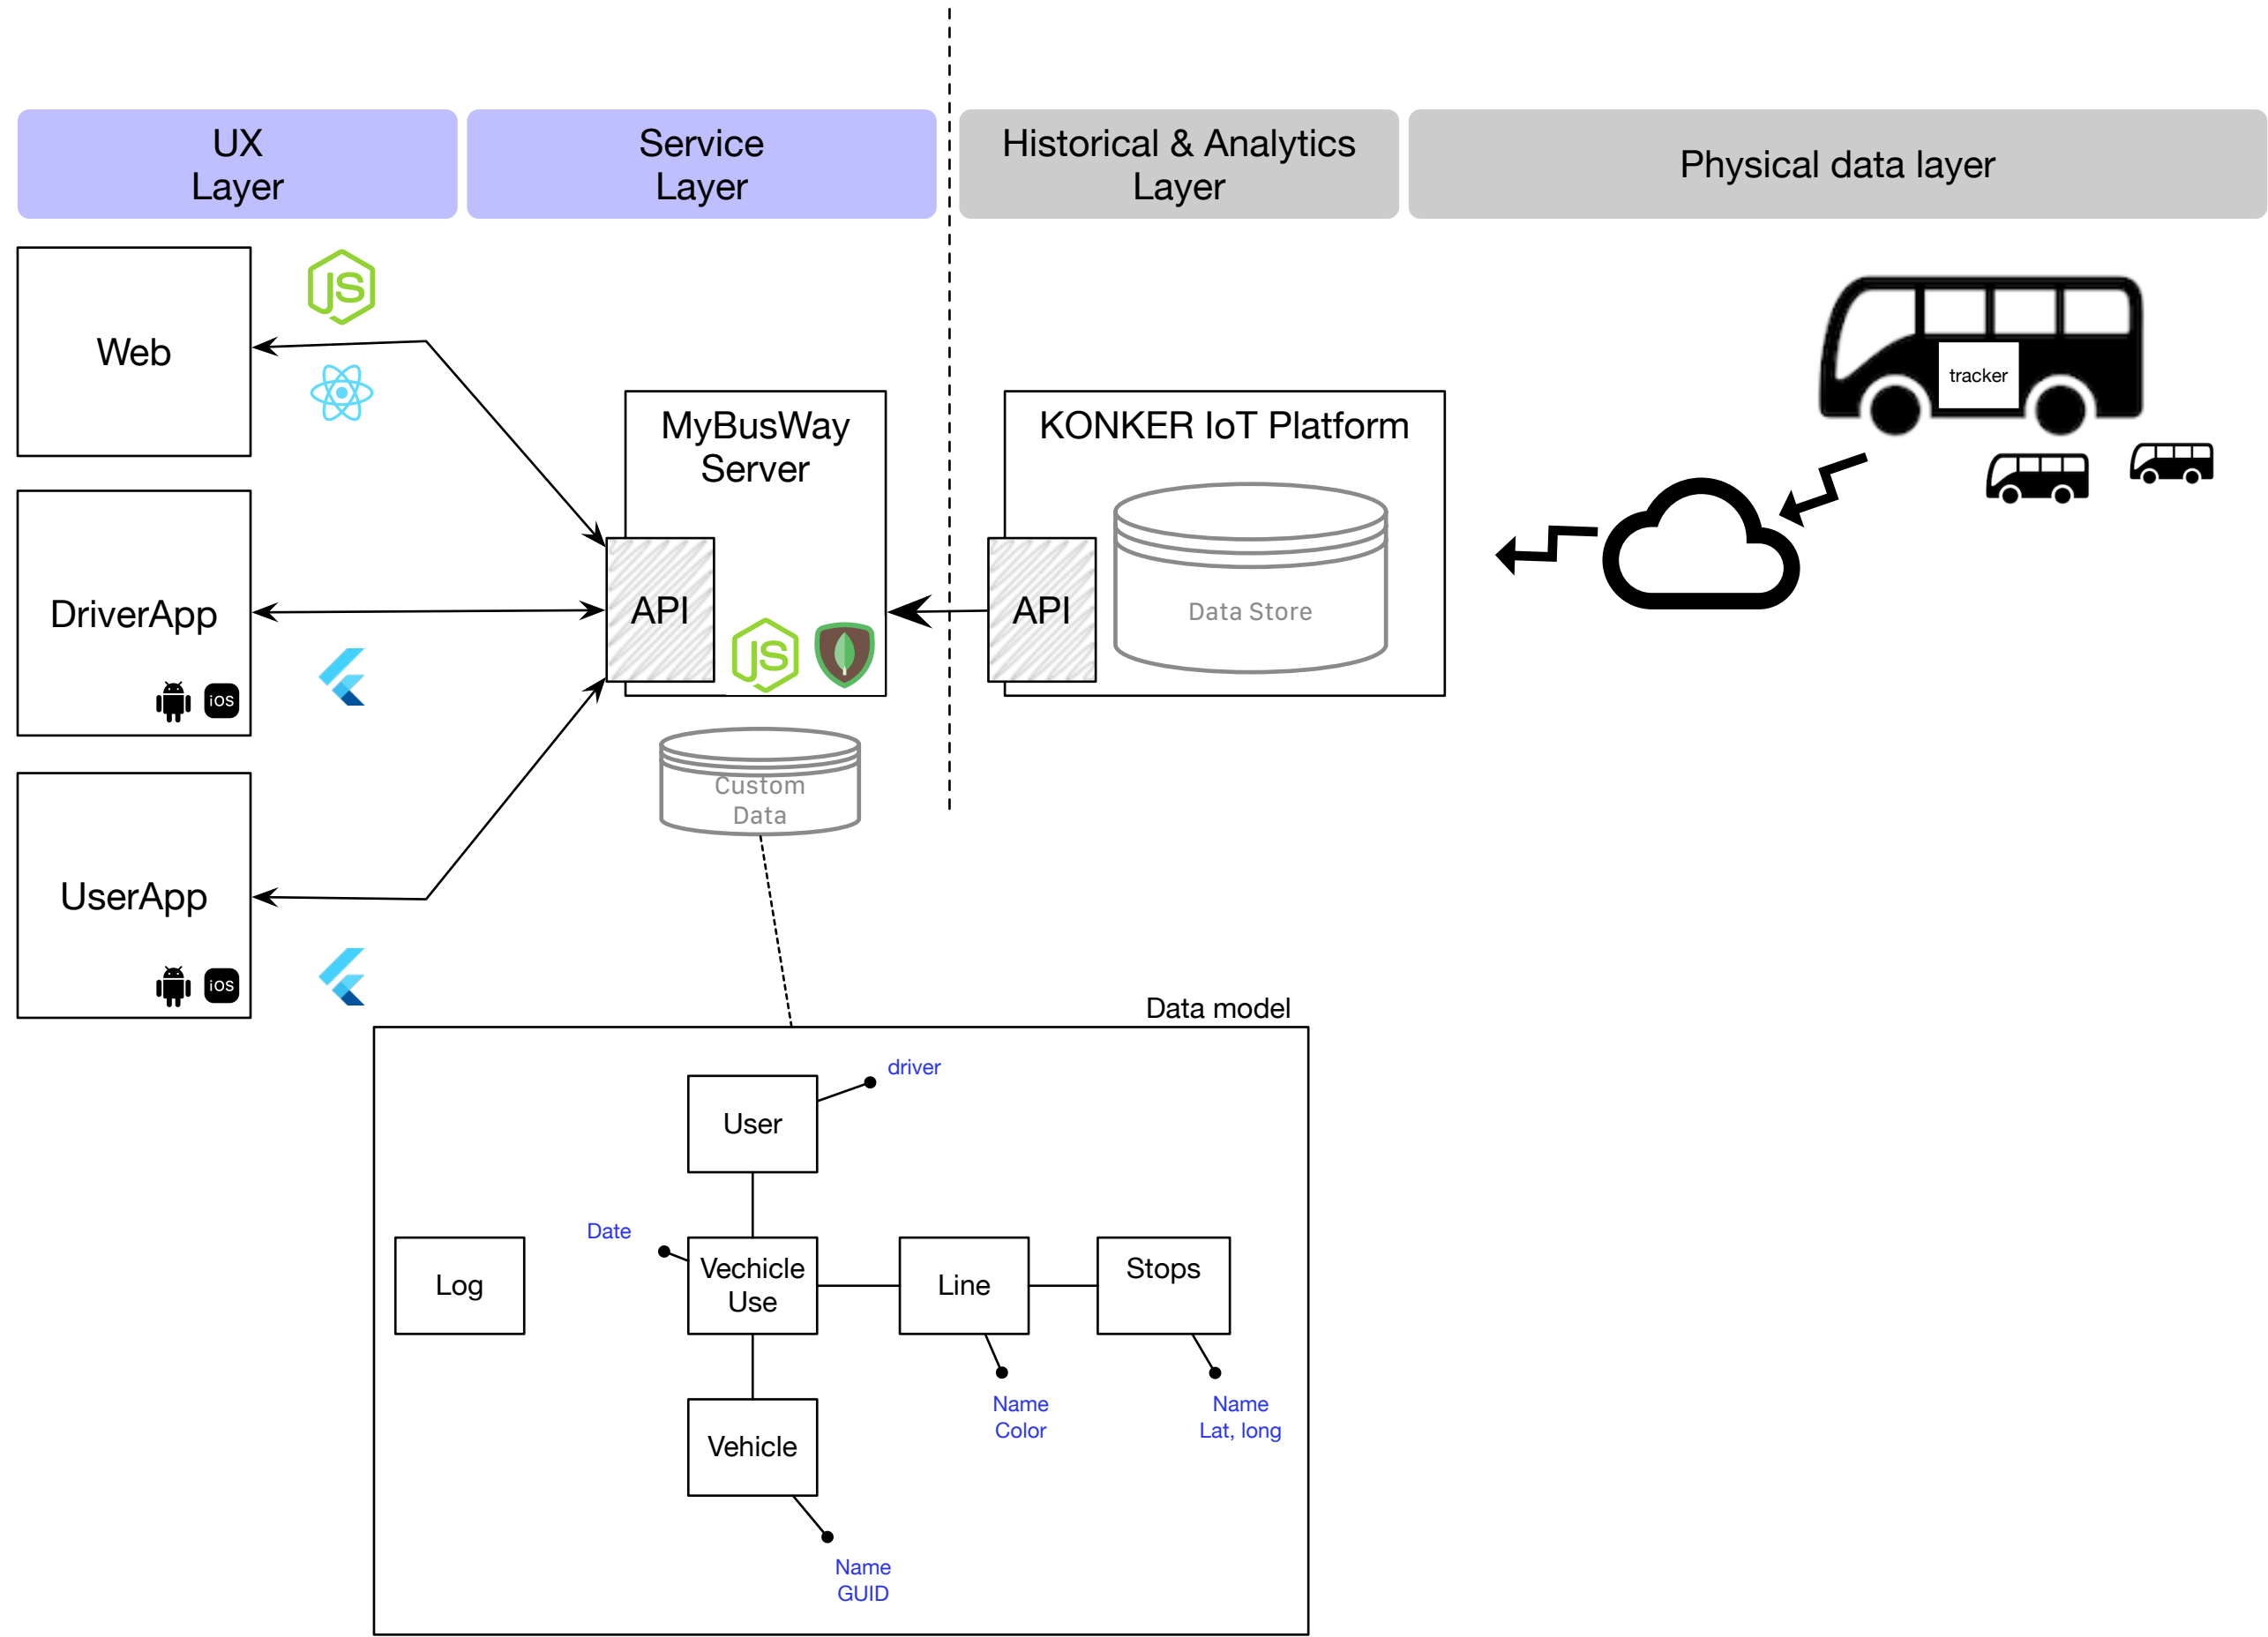 UX
Layer
Service
Layer
Historical & Analytics
Layer
Physical data layer
JS
Web
tracker
MyBusWay
Server
KONKER IoT Platform
DriverApp
API
API
Data Store
JS
iOS
Custom
Data
UserApp
iOS
Data model
driver
User
Date
Log
Vechicle
Use
Line
Stops
Name
Color
Name
Lat, long
Vehicle
Name
GUID